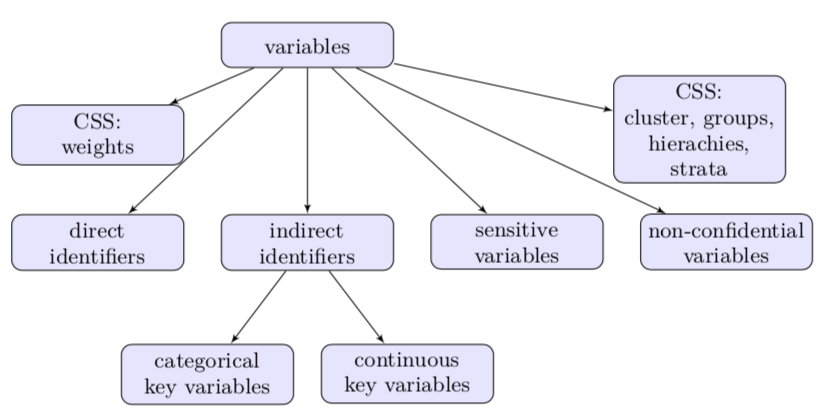 variables
CSS:
weights
CSS:
cluster, groups,
hierachies,
strata
direct
identifiers
indirect
identifiers
sensitive
variables
non-confidential
variables
categorical
key variables
continuous
key variables